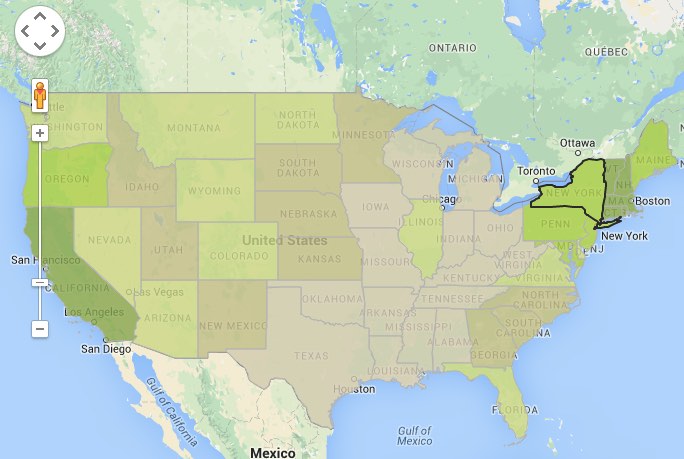 ONTARIO
QUÉBEC
Ottawa
Toronto
MAINE
WASHINGTON
MONTANA
NORTH
DAKOTA
MINNESOTA
WISCONSIN
MICHIGAN
VT
NH
NEW YORK
MA
Boston
OREGON
IDAHO
SOUTH
DAKOTA
WYOMING
IOWA
Chicago
PENN
New York
NEBRASKA
ILLINOIS
INDIANA
OHIO
MD
NJ
NEVADA
UTAH
COLORADO
United States
KANSAS
MISSOURI
WEST
VIRGINIA
KENTUCKY
VIRGINIA
San Francisco
CALIFORNIA
Las Vegas
Los Angeles
ARIZONA
NEW MEXICO
OKLAHOMA
ARKANSAS
TENNESSEE
NORTH
CAROLINA
SOUTH
CAROLINA
MISSISSIPPI
ALABAMA
GEORGIA
San Diego
TEXAS
LOUISIANA
Houston
Gulf of California
Gulf of
Mexico
FLORIDA
Mexico